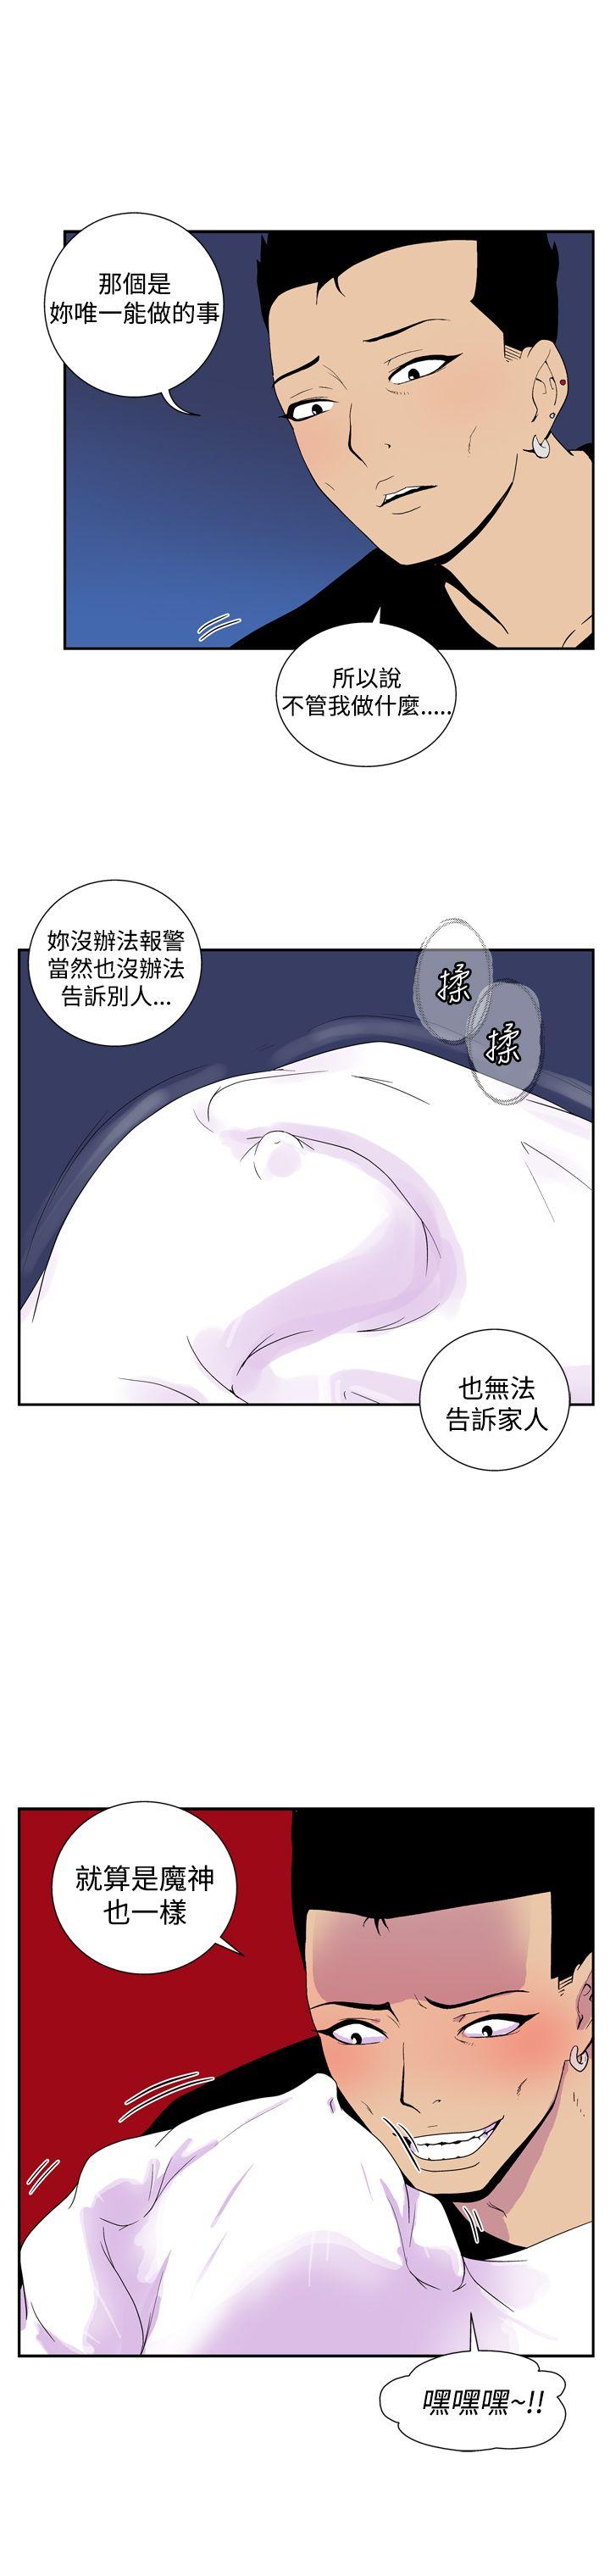 那個是
妳唯一能做的事
所以說
不管我做什麼.....
妳沒辦法報警
當然也沒辦法
告訴別人...
揉
揉
也無法
告訴家人
就算是魔神
也一樣
嘿嘿嘿~!!